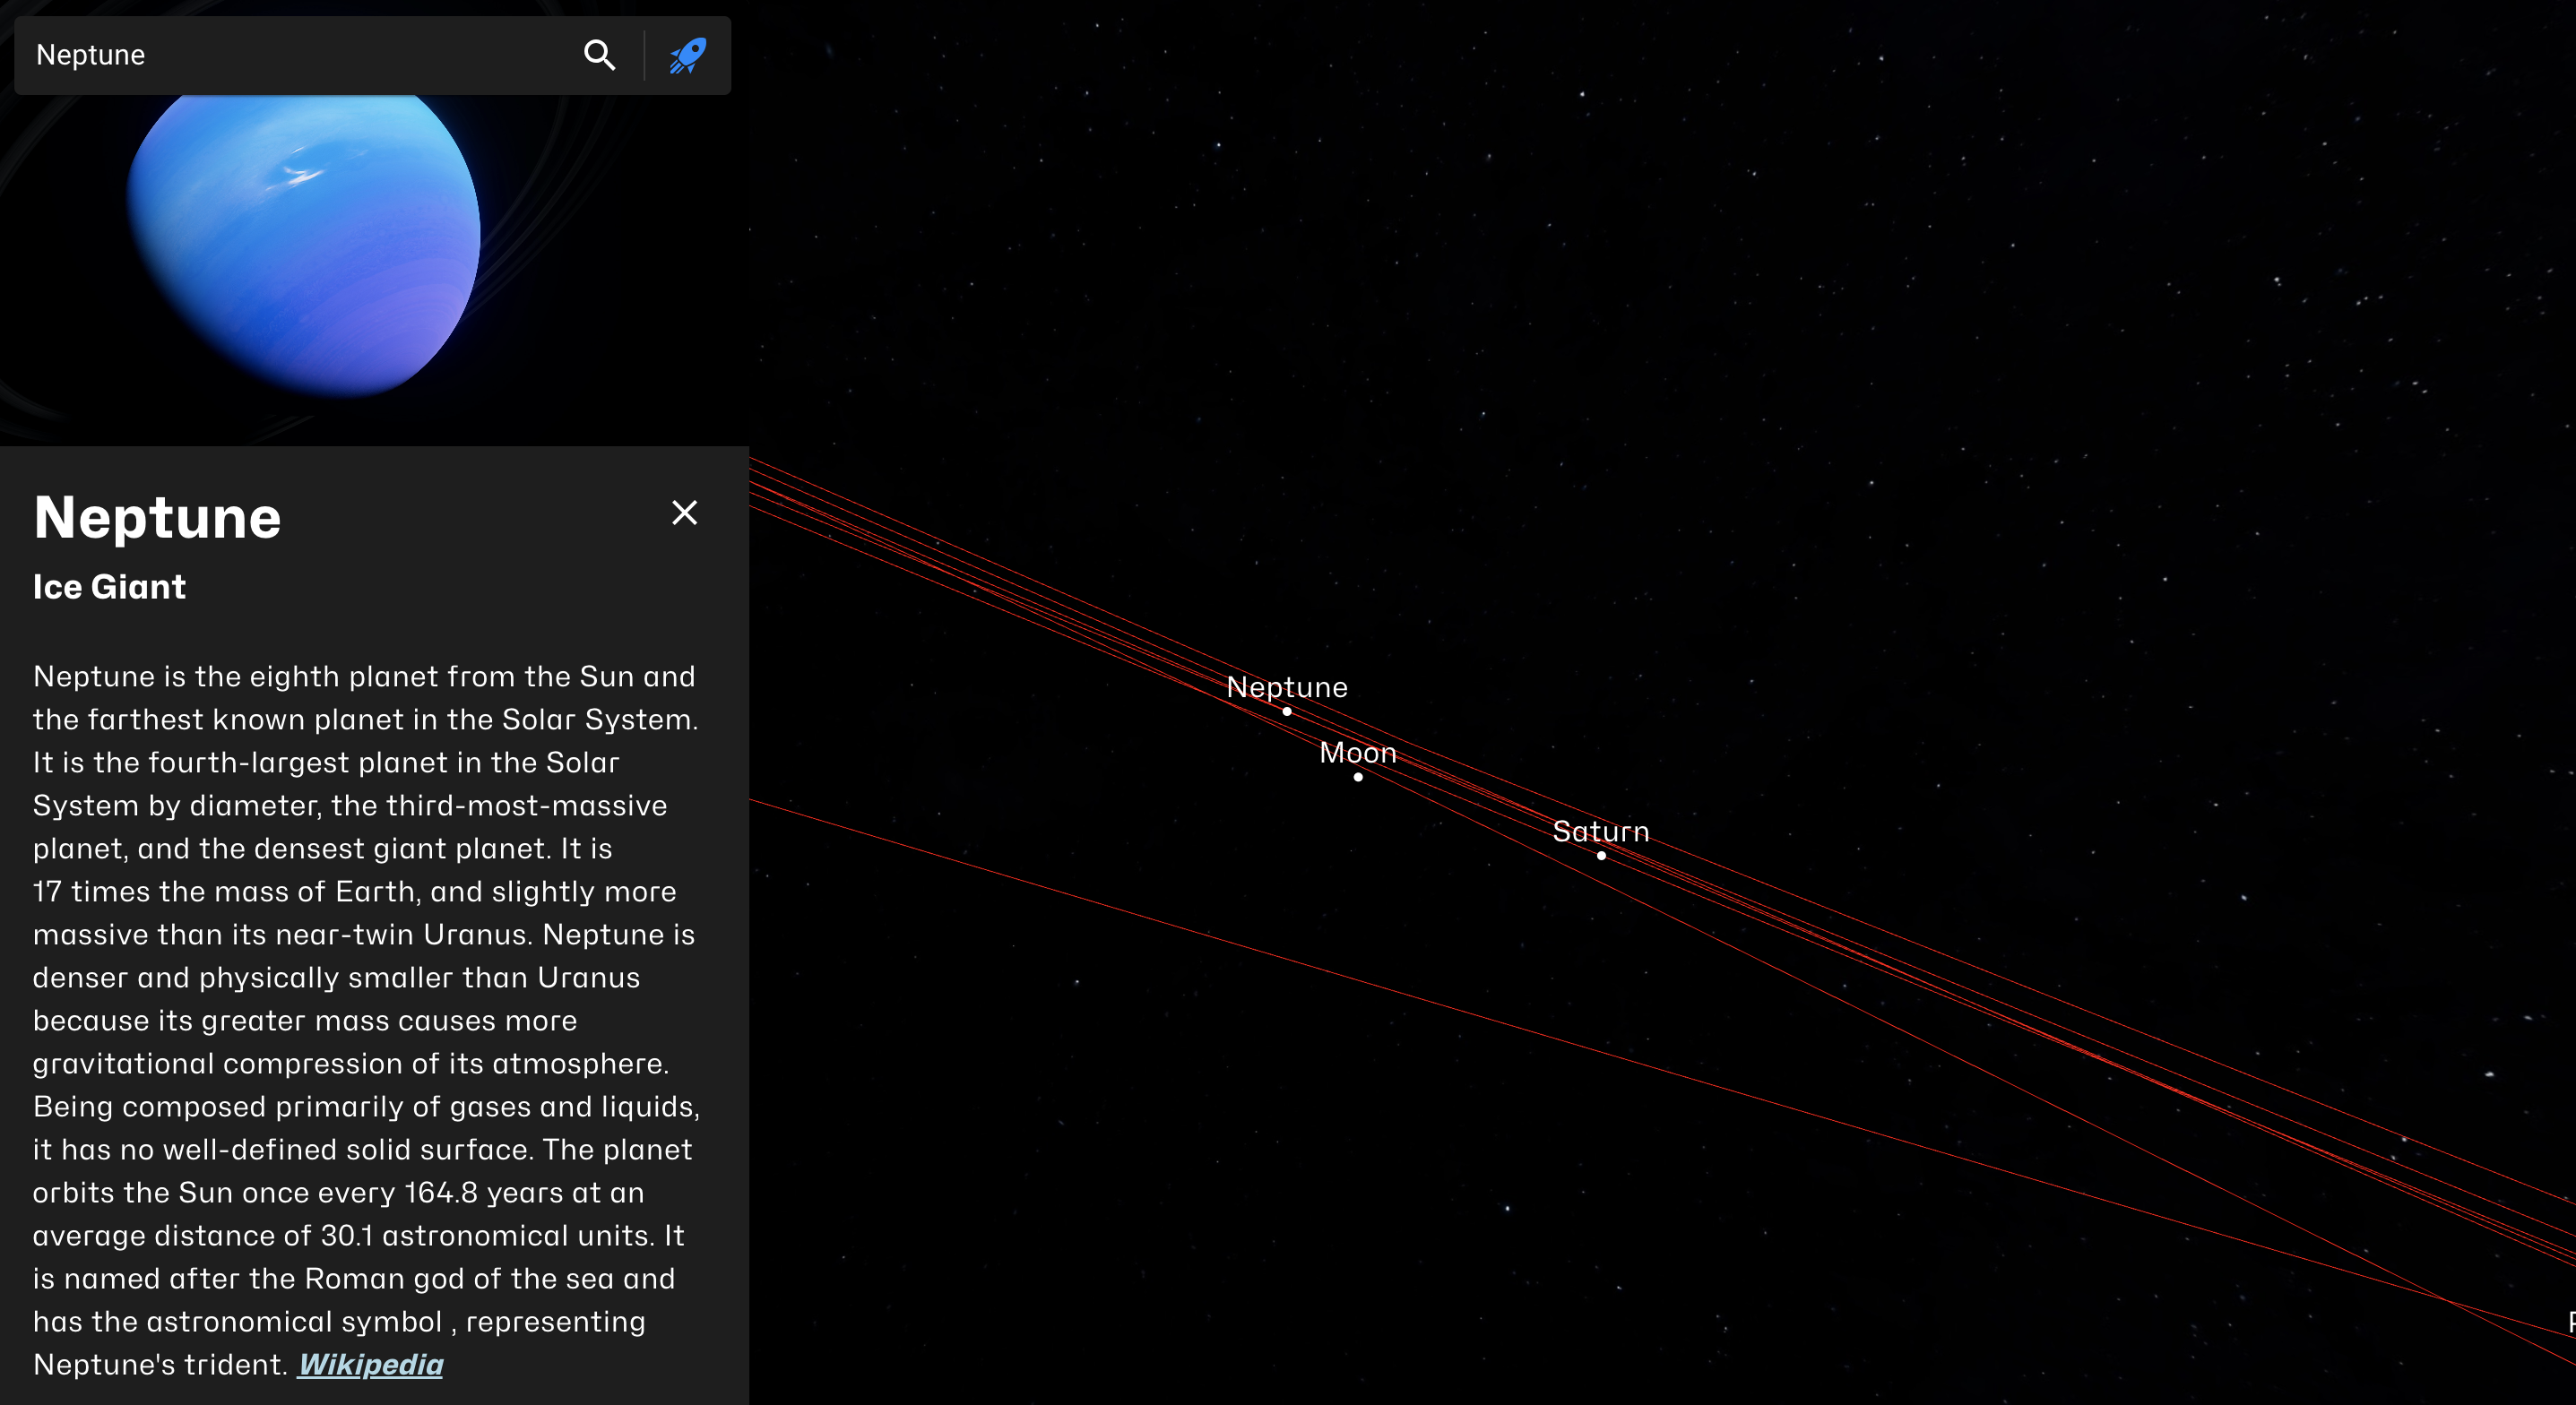 Neptune
Neptune
Ice Giant
Neptune is the eighth planet from the Sun and
the farthest known planet in the Solar System.
It is the fourth-largest planet in the Solar
System by diameter, the third-most-massive
planet, and the densest giant planet. It is
17 times the mass of Earth, and slightly more
massive than its near-twin Uranus. Neptune is
denser and physically smaller than Uranus
because its greater mass causes more
gravitational compression of its atmosphere.
Being composed primarily of gases and liquids,
it has no well-defined solid surface. The planet
orbits the Sun once every 164.8 years at an
average distance of 30.1 astronomical units. It
is named after the Roman god of the sea and
has the astronomical symbol , representing
Neptune's trident. Wikipedia
Neptune
Moon
Saturn